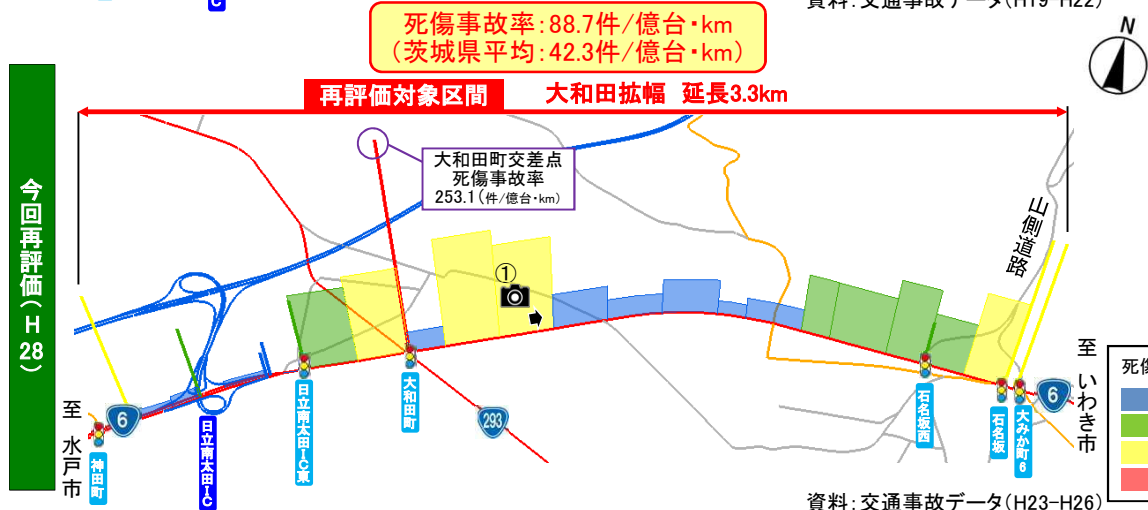 資料：交通事故データ(H19-H22)
C
死傷事故率：88.7件/億台・km
（茨城県平均：42.3件/億台・km）
N
再評価対象区間
大和田拡幅 延長3.3km
今回再評価（H28）
大和田町交差点
死傷事故率
253.1(件/億台・km)
山側道路
①
至 水戸市
6
神田町
日立南太田IC
日立南太田IC東
大和田町
293
石名坂西
石名坂
大みか町6
6
至 いわき市
死傷
資料：交通事故データ(H23-H26)